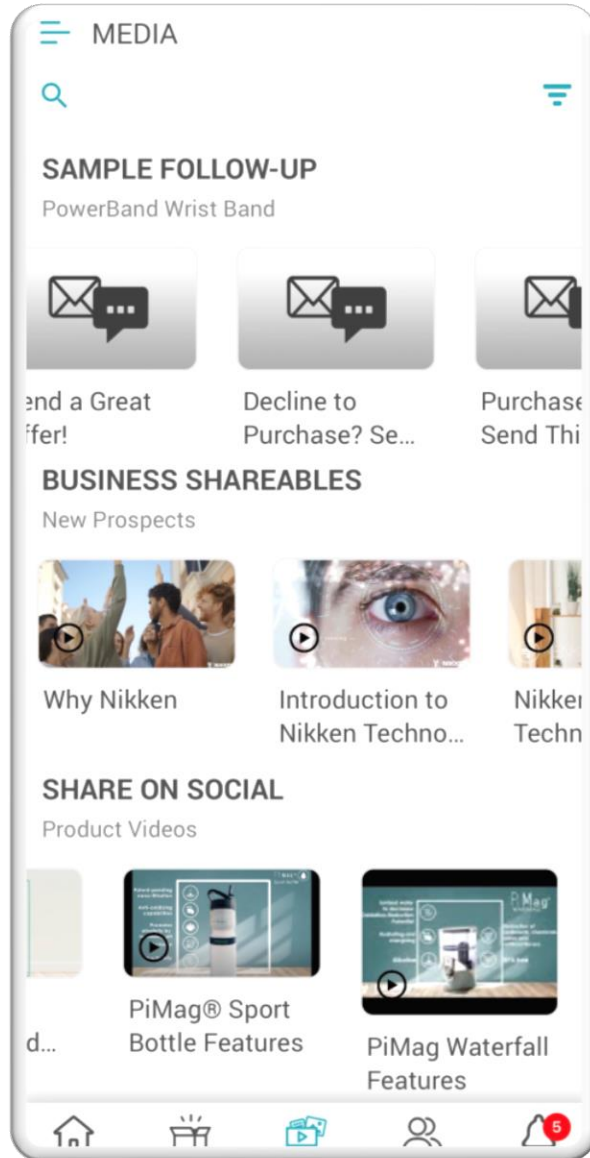 MEDIA
SAMPLE FOLLOW-UP
PowerBand Wrist Band
end a Great
ffer!
Decline to
Purchase? Se...
Purchase
Send Thi
BUSINESS SHAREABLES
New Prospects
Why Nikken
Introduction to
Nikken Techno...
Nikken
Techn
SHARE ON SOCIAL
Product Videos
d...
PiMag® Sport
Bottle Features
PiMag
PiMag Waterfall
Features
5